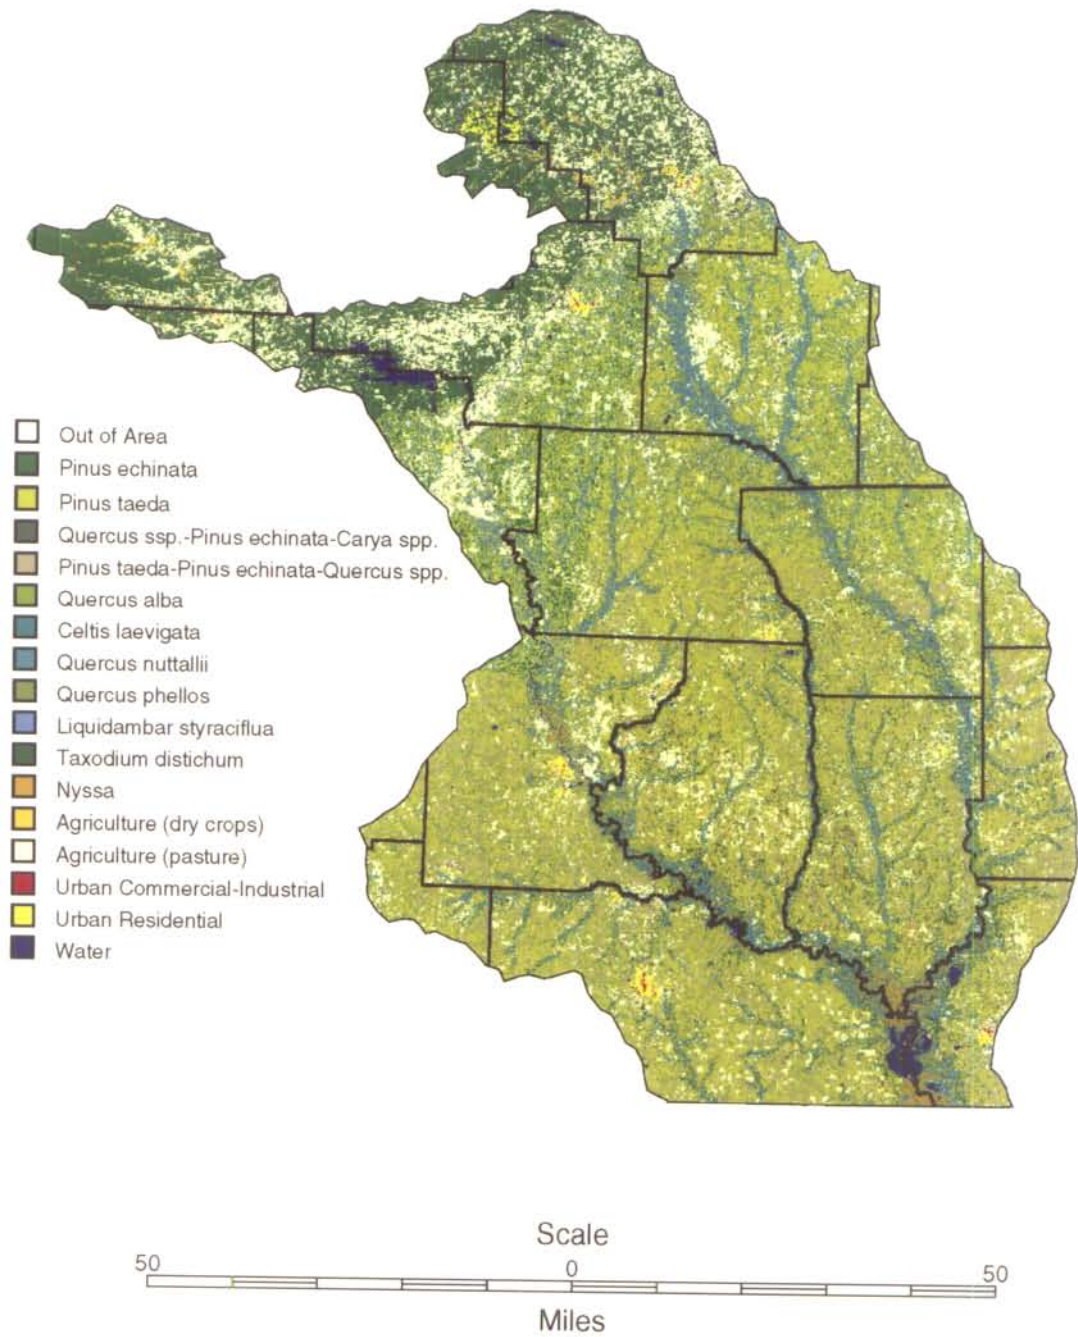 Out of Area
Pinus echinata
Pinus taeda
Quercus ssp.-Pinus echinata-Carya spp.
Pinus taeda-Pinus echinata-Quercus spp.
Quercus alba
Celtis laevigata
Quercus nuttallii
Quercus phellos
Liquidambar styraciflua
Taxodium distichum
Nyssa
Agriculture (dry crops)
Agriculture (pasture)
Urban Commercial-Industrial
Urban Residential
Water
Scale
50 0 50
Miles